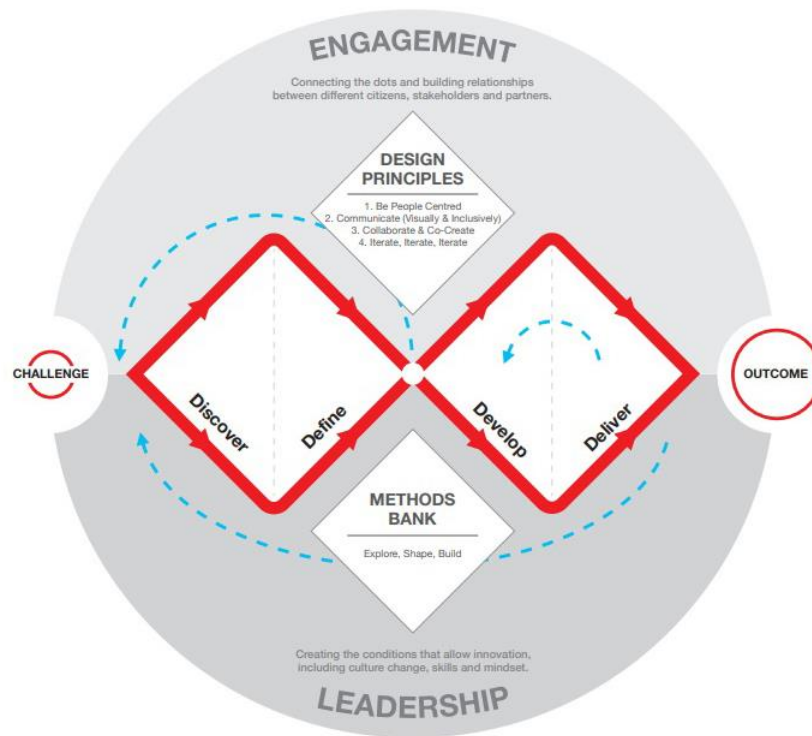 ENGAGEMENT
Connecting the dots and building relationships
between different citizens, stakeholders and partners.
DESIGN
PRINCIPLES
1. Be People Centred
2. Communicate (Visually & Inclusively)
3. Collaborate & Co-Create
4. Iterate, Iterate, Iterate
CHALLENGE
Discover
Define
Develop
Deliver
OUTCOME
METHODS
BANK
Explore, Shape, Build
Creating the conditions that allow innovation,
including culture change, skills and mindset.
LEADERSHIP